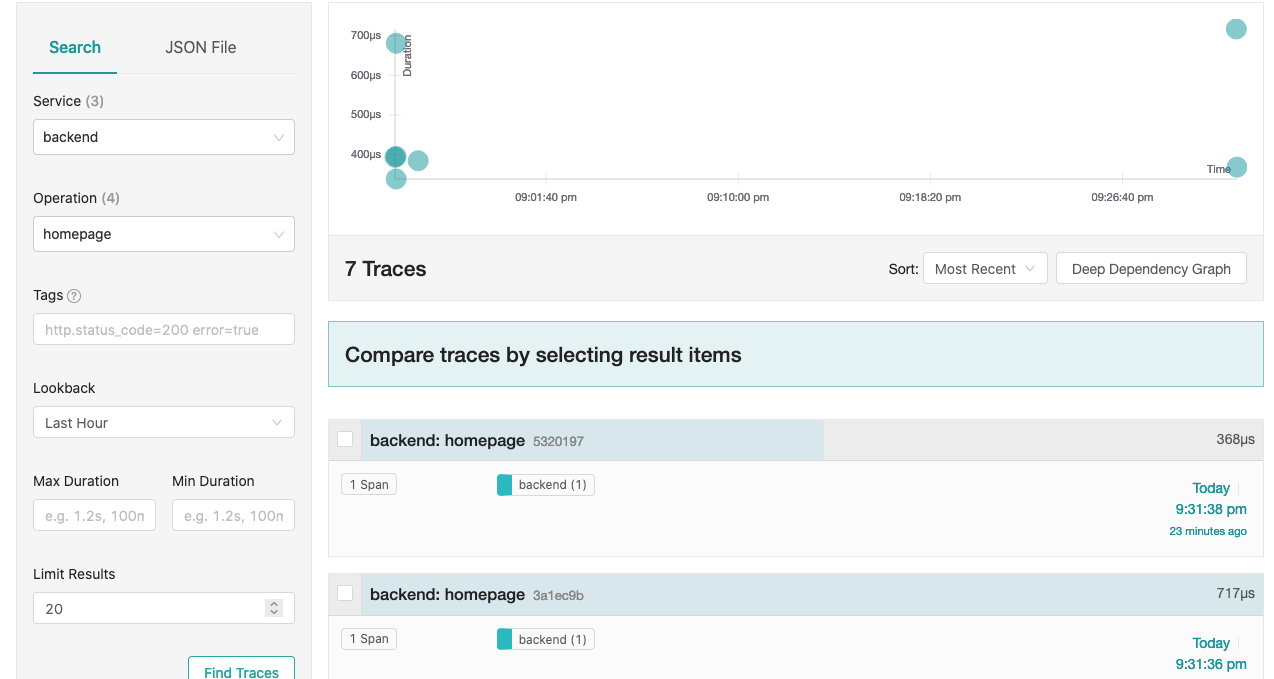 Search
JSON File
Service (3)
backend
Operation (4)
homepage
Tags ?
http.status_code=200 error=true
Lookback
Last Hour
Max Duration
Min Duration
e.g. 1.2s, 100m
e.g. 1.2s, 100m
Limit Results
20
Find Traces
700μs
600μs
500μs
400μs
Duration
Time
09:01:40 pm
09:10:00 pm
09:18:20 pm
09:26:40 pm
7 Traces
Sort: Most Recent
Deep Dependency Graph
Compare traces by selecting result items
backend: homepage 5320197
368μs
1 Span
backend (1)
Today
9:31:38 pm
23 minutes ago
backend: homepage 3a1ec9b
717μs
1 Span
backend (1)
Today
9:31:36 pm